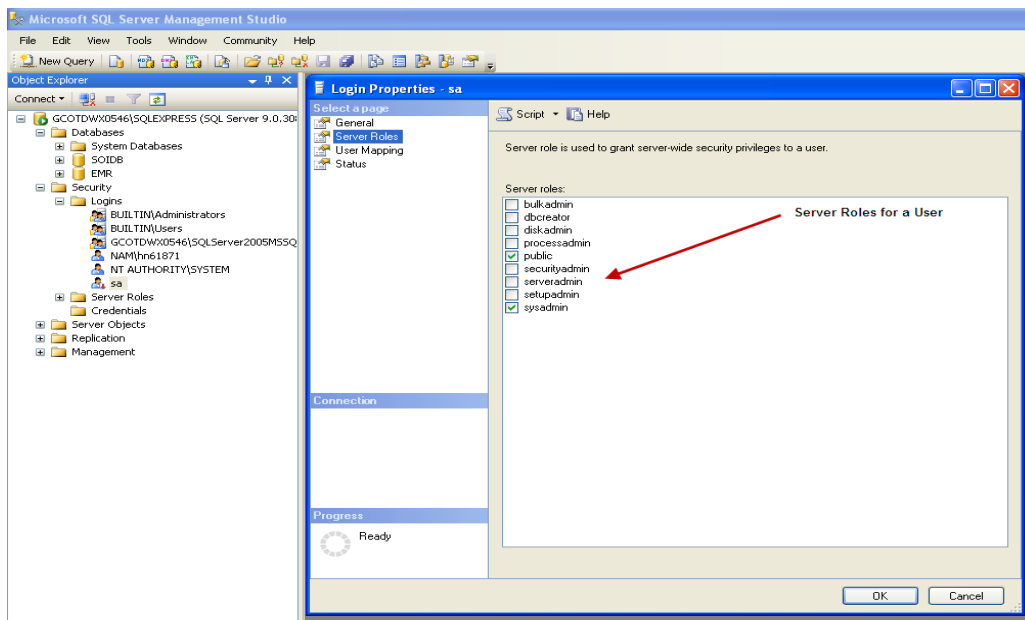 Microsoft SQL Server Management Studio
File Edit View Tools Window Community Help
New Query
Object Explorer
Connect
GCOTDWX0546\SQLEXPRESS (SQL Server 9.0.30
Databases
System Databases
SOIDB
EMR
Security
Logins
BUILTIN\Administrators
BUILTIN\Users
GCOTDWX0546\SQLServer2005MSSQ
NAM\hn61871
NT AUTHORITY\SYSTEM
sa
Server Roles
Credentials
Server Objects
Replication
Management
Login Properties - sa
Select a page
General
Server Roles
User Mapping
Status
Connection
Progress
Ready
Script Help
Server role is used to grant server-wide security privileges to a user.
Server roles:
bulkadmin
dbcreator
diskadmin
processadmin
public
securityadmin
serveradmin
setupadmin
sysadmin
Server Roles for a User
OK Cancel